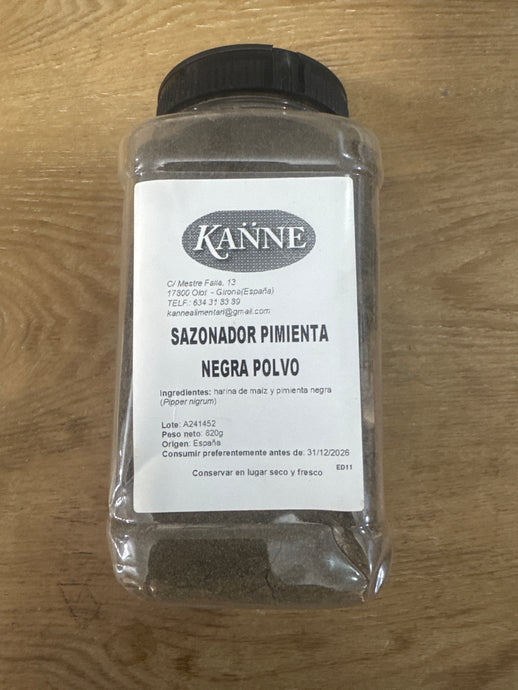 KAÑÑE
C/ Mestre Falla, 13
17800 Olot - Girona(España)
TELF.: 634 31 83 89
kannealimentari@gmail.com
SAZONADOR PIMIENTA
NEGRA POLVO
Ingredientes: harina de maíz y pimienta negra
(Pipper nigrum)
Lote: A241452
Peso neto: 620g
Origen: España
Consumir preferentemente antes de: 31/12/2026
ED11
Conservar en lugar seco y fresco